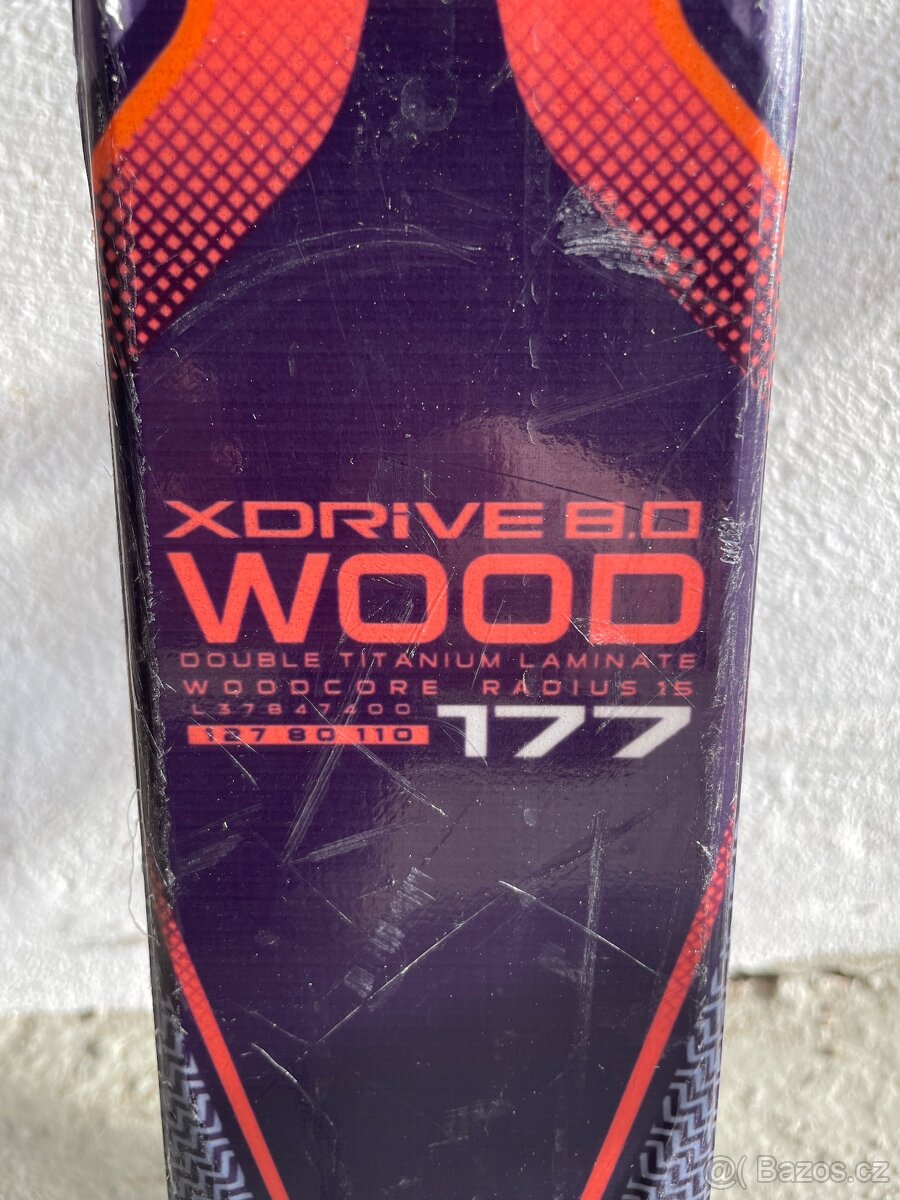 XDRiVE 8.0
WOOD
DOUBLE TITANIUM LAMINATE
WOODCORE RADIUS 15
L37847400
127 80 110 177
@( Bazos.cz